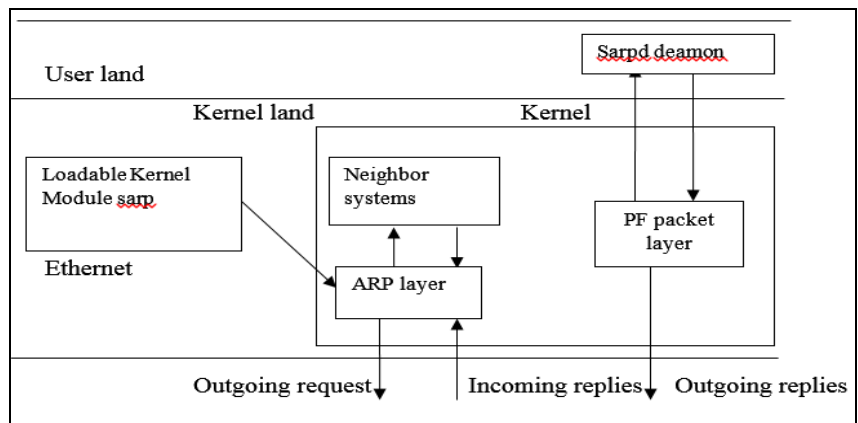 Sarpd deamon
User land
Kernel land
Kernel
Loadable Kernel
Module sarp
Neighbor
systems
PF packet
layer
Ethernet
ARP layer
Outgoing request
Incoming replies
Outgoing replies